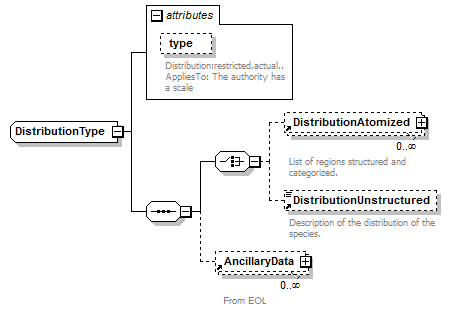 attributes
type
Distribution:restricted,actual..
AppliesTo: The authority has
a scale
DistributionType
DistributionAtomized
0..∞
List of regions structured and
categorized.
DistributionUnstructured
Description of the distribution of the
species.
AncillaryData
0..∞
From EOL